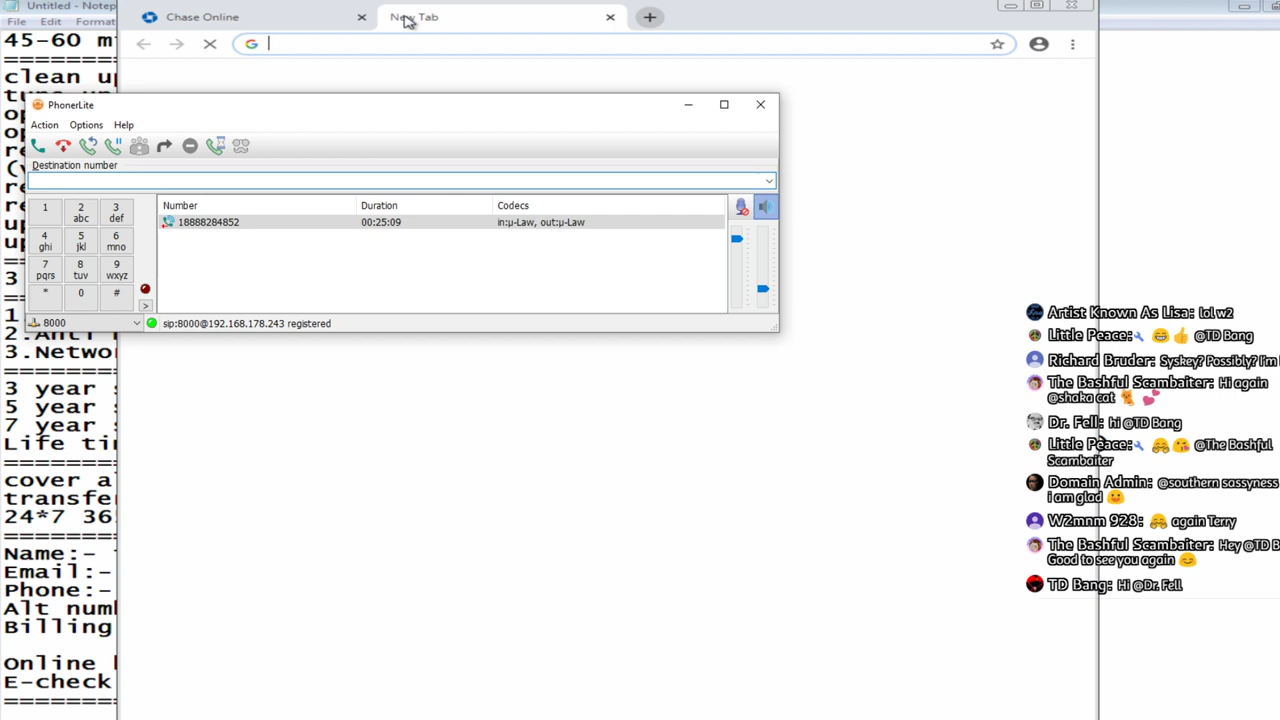 Untitled - Notep
File Edit Format
45-60 m
clean up
(v
3
1.
2.Anti
3.Networ
3 year s
5 year s
7 year s
Life ti
cover a
transfe
24*7 36
Name:-
Email:-
Phone:-
Alt num
Billing
Online
E-check
Chase Online
New Tab
PhonerLite
Action Options Help
Destination number
1 2 abc 3 def
4 ghi 5 jkl 6 mno
7 pqrs 8 tuv 9 wxyz
* 0 #
>
Number Duration Codecs
18888284852 00:25:09 in:µ-Law, out:µ-Law
8000 sip:8000@192.168.178.243 registered
Artist Known As Lisa: lol w2
Little Peace: @TD Bang
Richard Bruder: Syskey? Possibly? I'm
The Bashful Scambaiter: Hi again
@shaka cat
Dr. Fell: hi @TD Bang
Little Peace: @The Bashful
Scambaiter
Domain Admin: @southern sassyness
i am glad
W2mnm 928: again Terry
The Bashful Scambaiter: Hey @TD B
Good to see you again
TD Bang: Hi @Dr. Fell